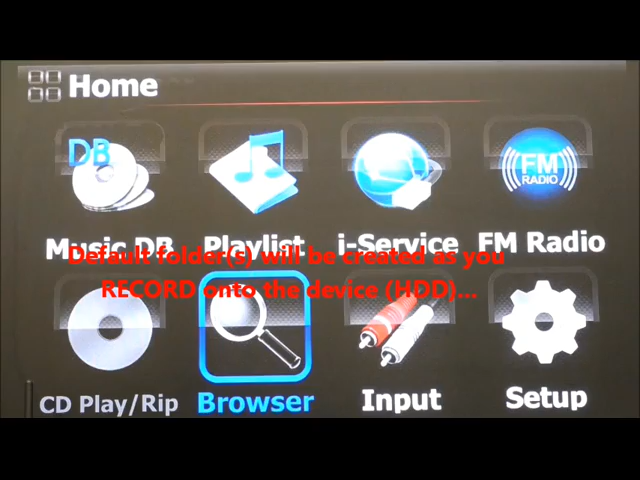 Home
DB
FM
RADIO
Music DB Playlist i-Service FM Radio
Default folder(s) will be created as you
RECORD onto the device (HDD)...
CD Play/Rip Browser Input Setup